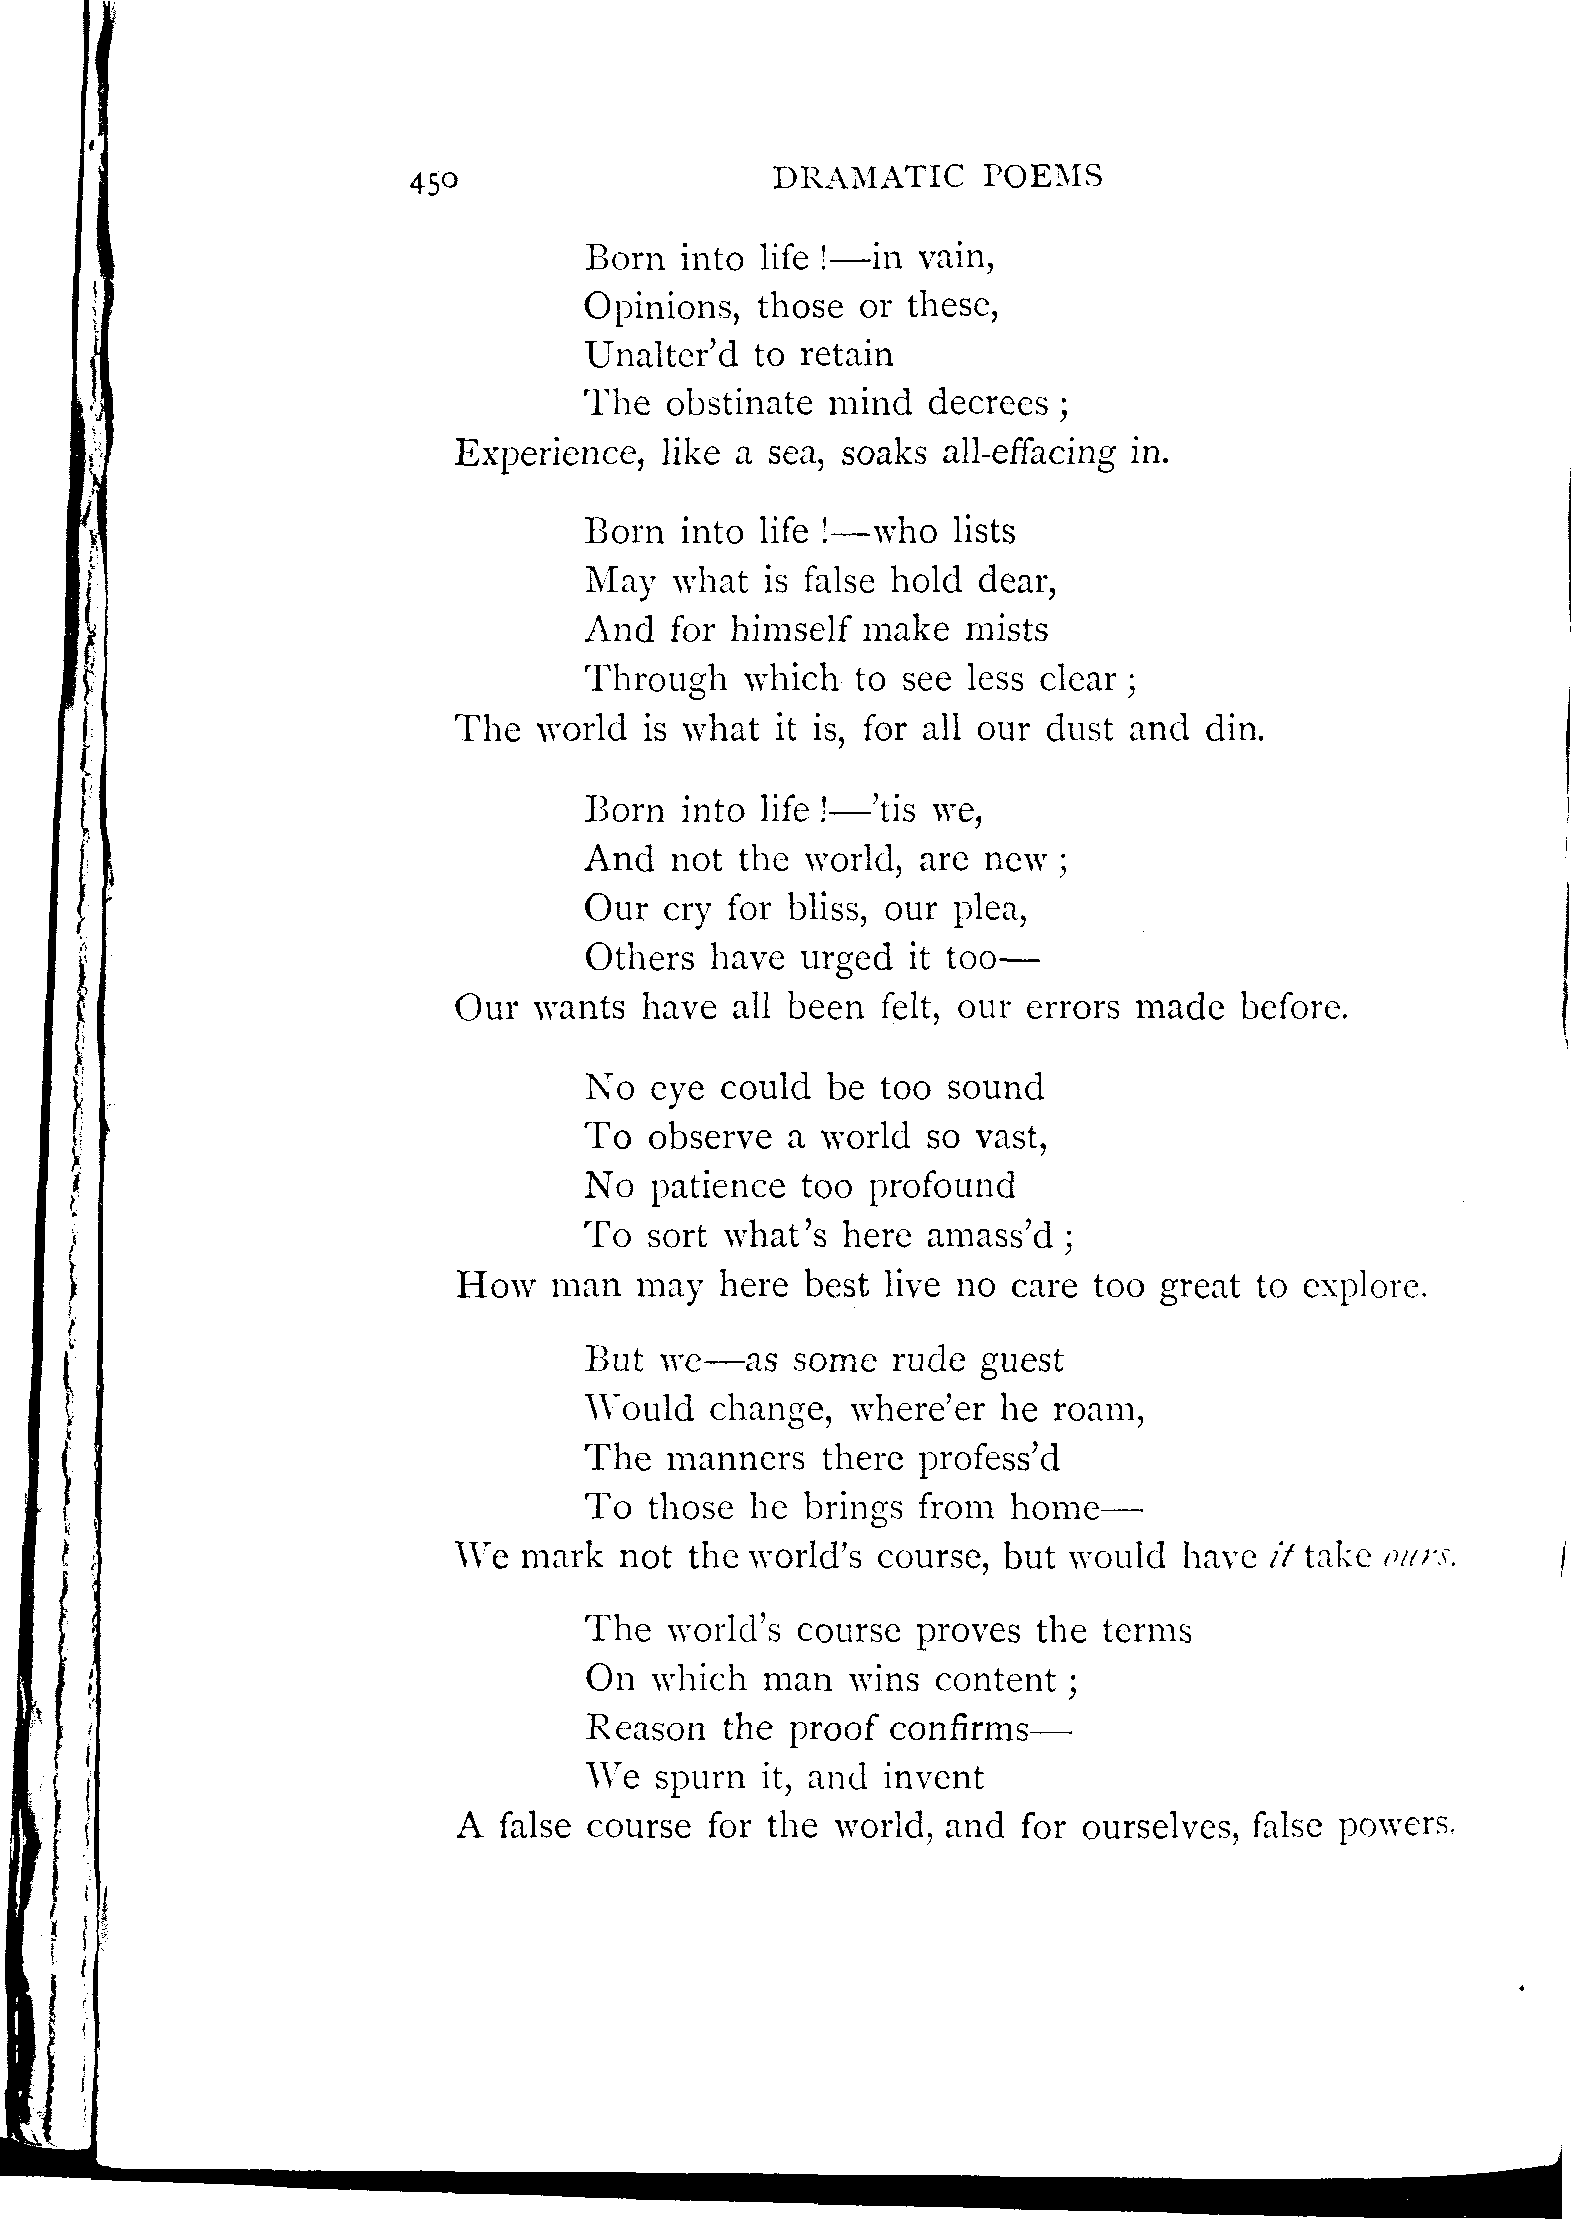 450 DRAMATIC POEMS
Born into life !—in vain,
Opinions, those or these,
Unalter'd to retain
The obstinate mind decrees ;
Experience, like a sea, soaks all-effacing in.
Born into life !—who lists
May what is false hold dear,
And for himself make mists
Through which to see less clear ;
The world is what it is, for all our dust and din.
Born into life !—'tis we,
And not the world, are new ;
Our cry for bliss, our plea,
Others have urged it too—
Our wants have all been felt, our errors made before.
No eye could be too sound
To observe a world so vast,
No patience too profound
To sort what's here amass'd ;
How man may here best live no care too great to explore.
But we—as some rude guest
Would change, where'er he roam,
The manners there profess'd
To those he brings from home—
We mark not the world's course, but would have it take ours.
The world's course proves the terms
On which man wins content ;
Reason the proof confirms—
We spurn it, and invent
A false course for the world, and for ourselves, false powers.